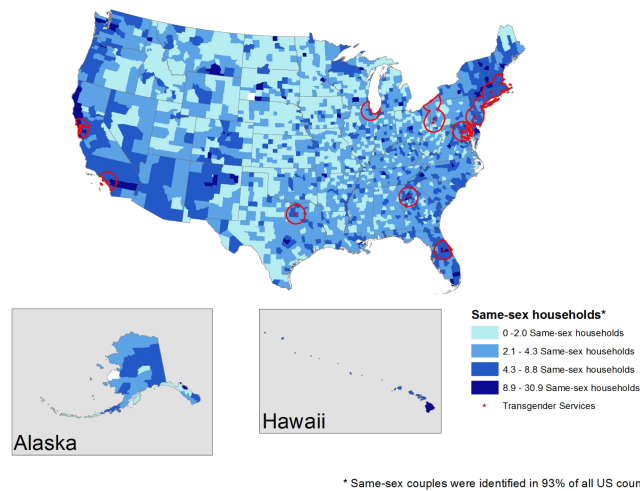 Alaska
Hawaii
Same-sex households*
0 -2.0 Same-sex households
2.1 - 4.3 Same-sex households
4.3 - 8.8 Same-sex households
8.9 - 30.9 Same-sex households
* Transgender Services
* Same-sex couples were identified in 93% of all US coun